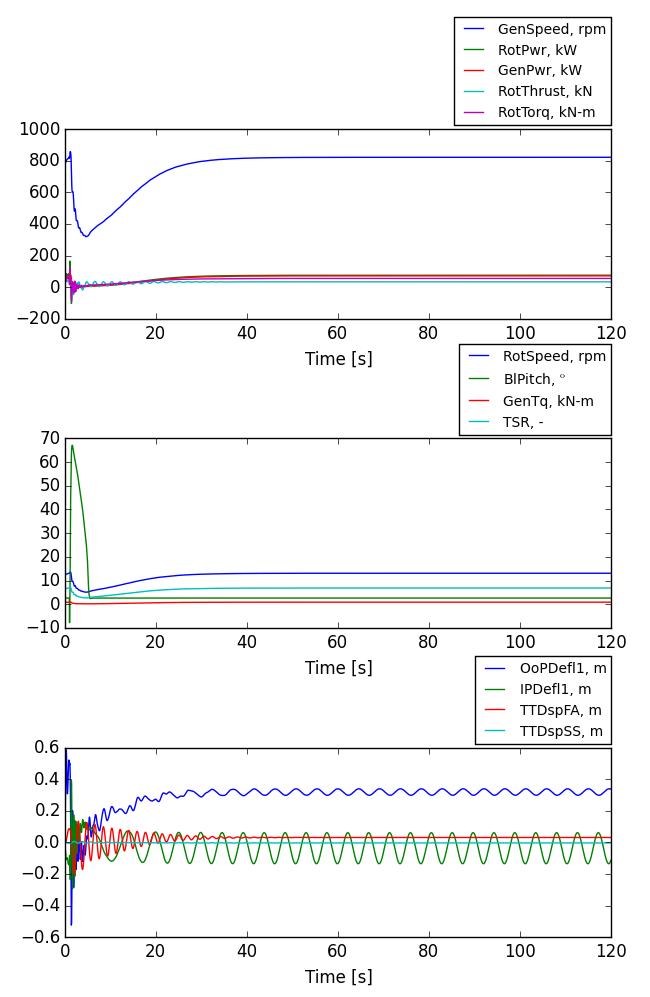 GenSpeed, rpm
RotPwr, kW
GenPwr, kW
RotThrust, kN
RotTorq, kN-m
1000
800
600
400
200
0
−200
0 20 40 60 80 100 120
Time [s]
RotSpeed, rpm
BlPitch, °
GenTq, kN-m
TSR, -
70
60
50
40
30
20
10
0
−10
0 20 40 60 80 100 120
Time [s]
OoPDefl1, m
IPDefl1, m
TTDspFA, m
TTDspSS, m
0.6
0.4
0.2
0.0
−0.2
−0.4
−0.6
0 20 40 60 80 100 120
Time [s]